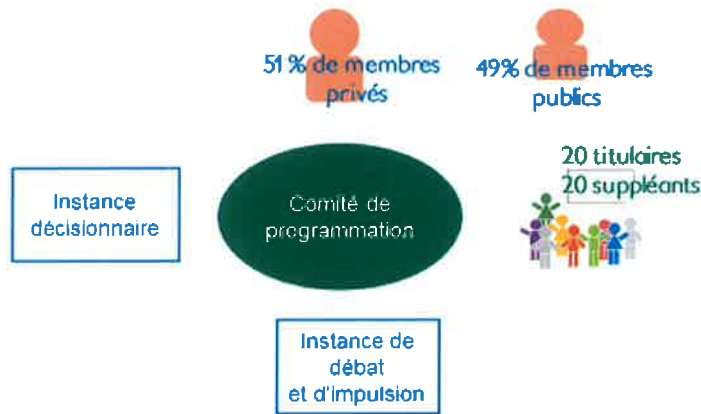 51 % de membres
privés
49% de membres
publics
20 titulaires
20 suppléants
Instance
décisionnaire
Comité de
programmation
Instance de
débat
et d'impulsion